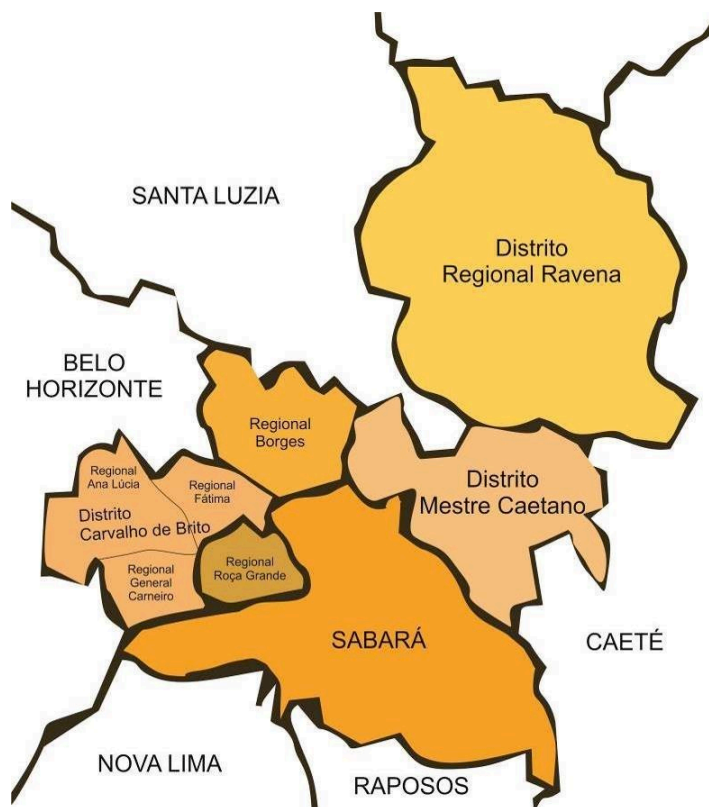 SANTA LUZIA
Distrito
Regional Ravena
BELO
HORIZONTE
Regional
Borges
Regional
Ana Lúcia
Regional
Fátima
Distrito
Mestre Caetano
Distrito
Carvalho de Brito
Regional
General
Carneiro
Regional
Roça Grande
SABARÁ
CAETÉ
NOVA LIMA
RAPOSOS